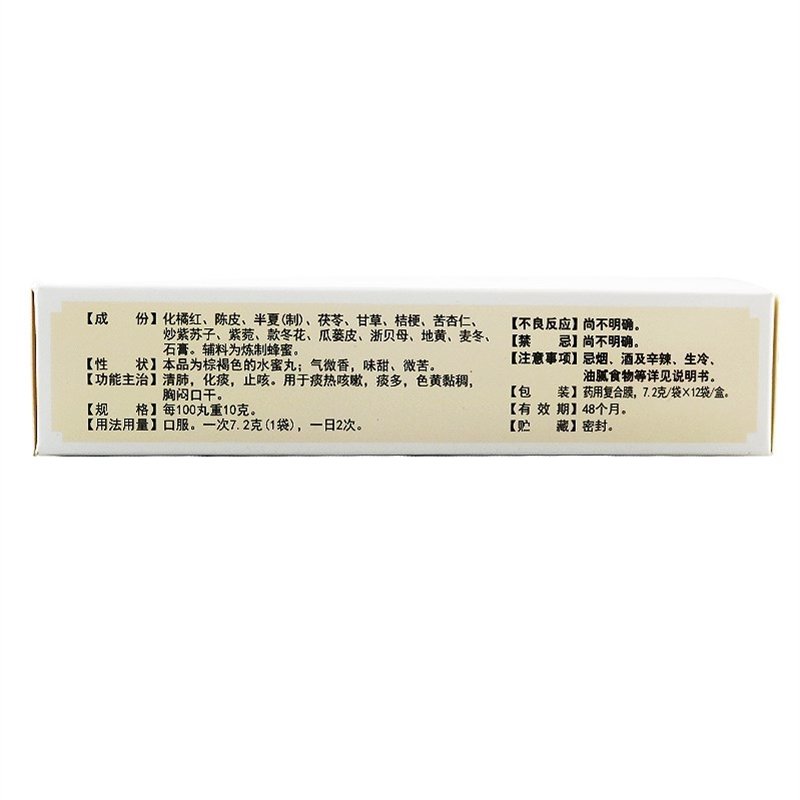 【成　份】化橘红、陈皮、半夏(制)、茯苓、甘草、桔梗、苦杏仁、
炒紫苏子、紫菀、款冬花、瓜蒌皮、浙贝母、地黄、麦冬、
石膏。辅料为炼制蜂蜜。
【性　状】本品为棕褐色的水蜜丸；气微香，味甜、微苦。
【功能主治】清肺，化痰，止咳。用于痰热咳嗽，痰多，色黄黏稠，
胸闷口干。
【规　格】每100丸重10克。
【用法用量】口服。一次7.2克(1袋)，一日2次。
【不良反应】尚不明确。
【禁　忌】尚不明确。
【注意事项】忌烟、酒及辛辣、生冷、
油腻食物等详见说明书。
【包　装】药用复合膜，7.2克/袋×12袋/盒。
【有 效 期】48个月。
【贮　藏】密封。